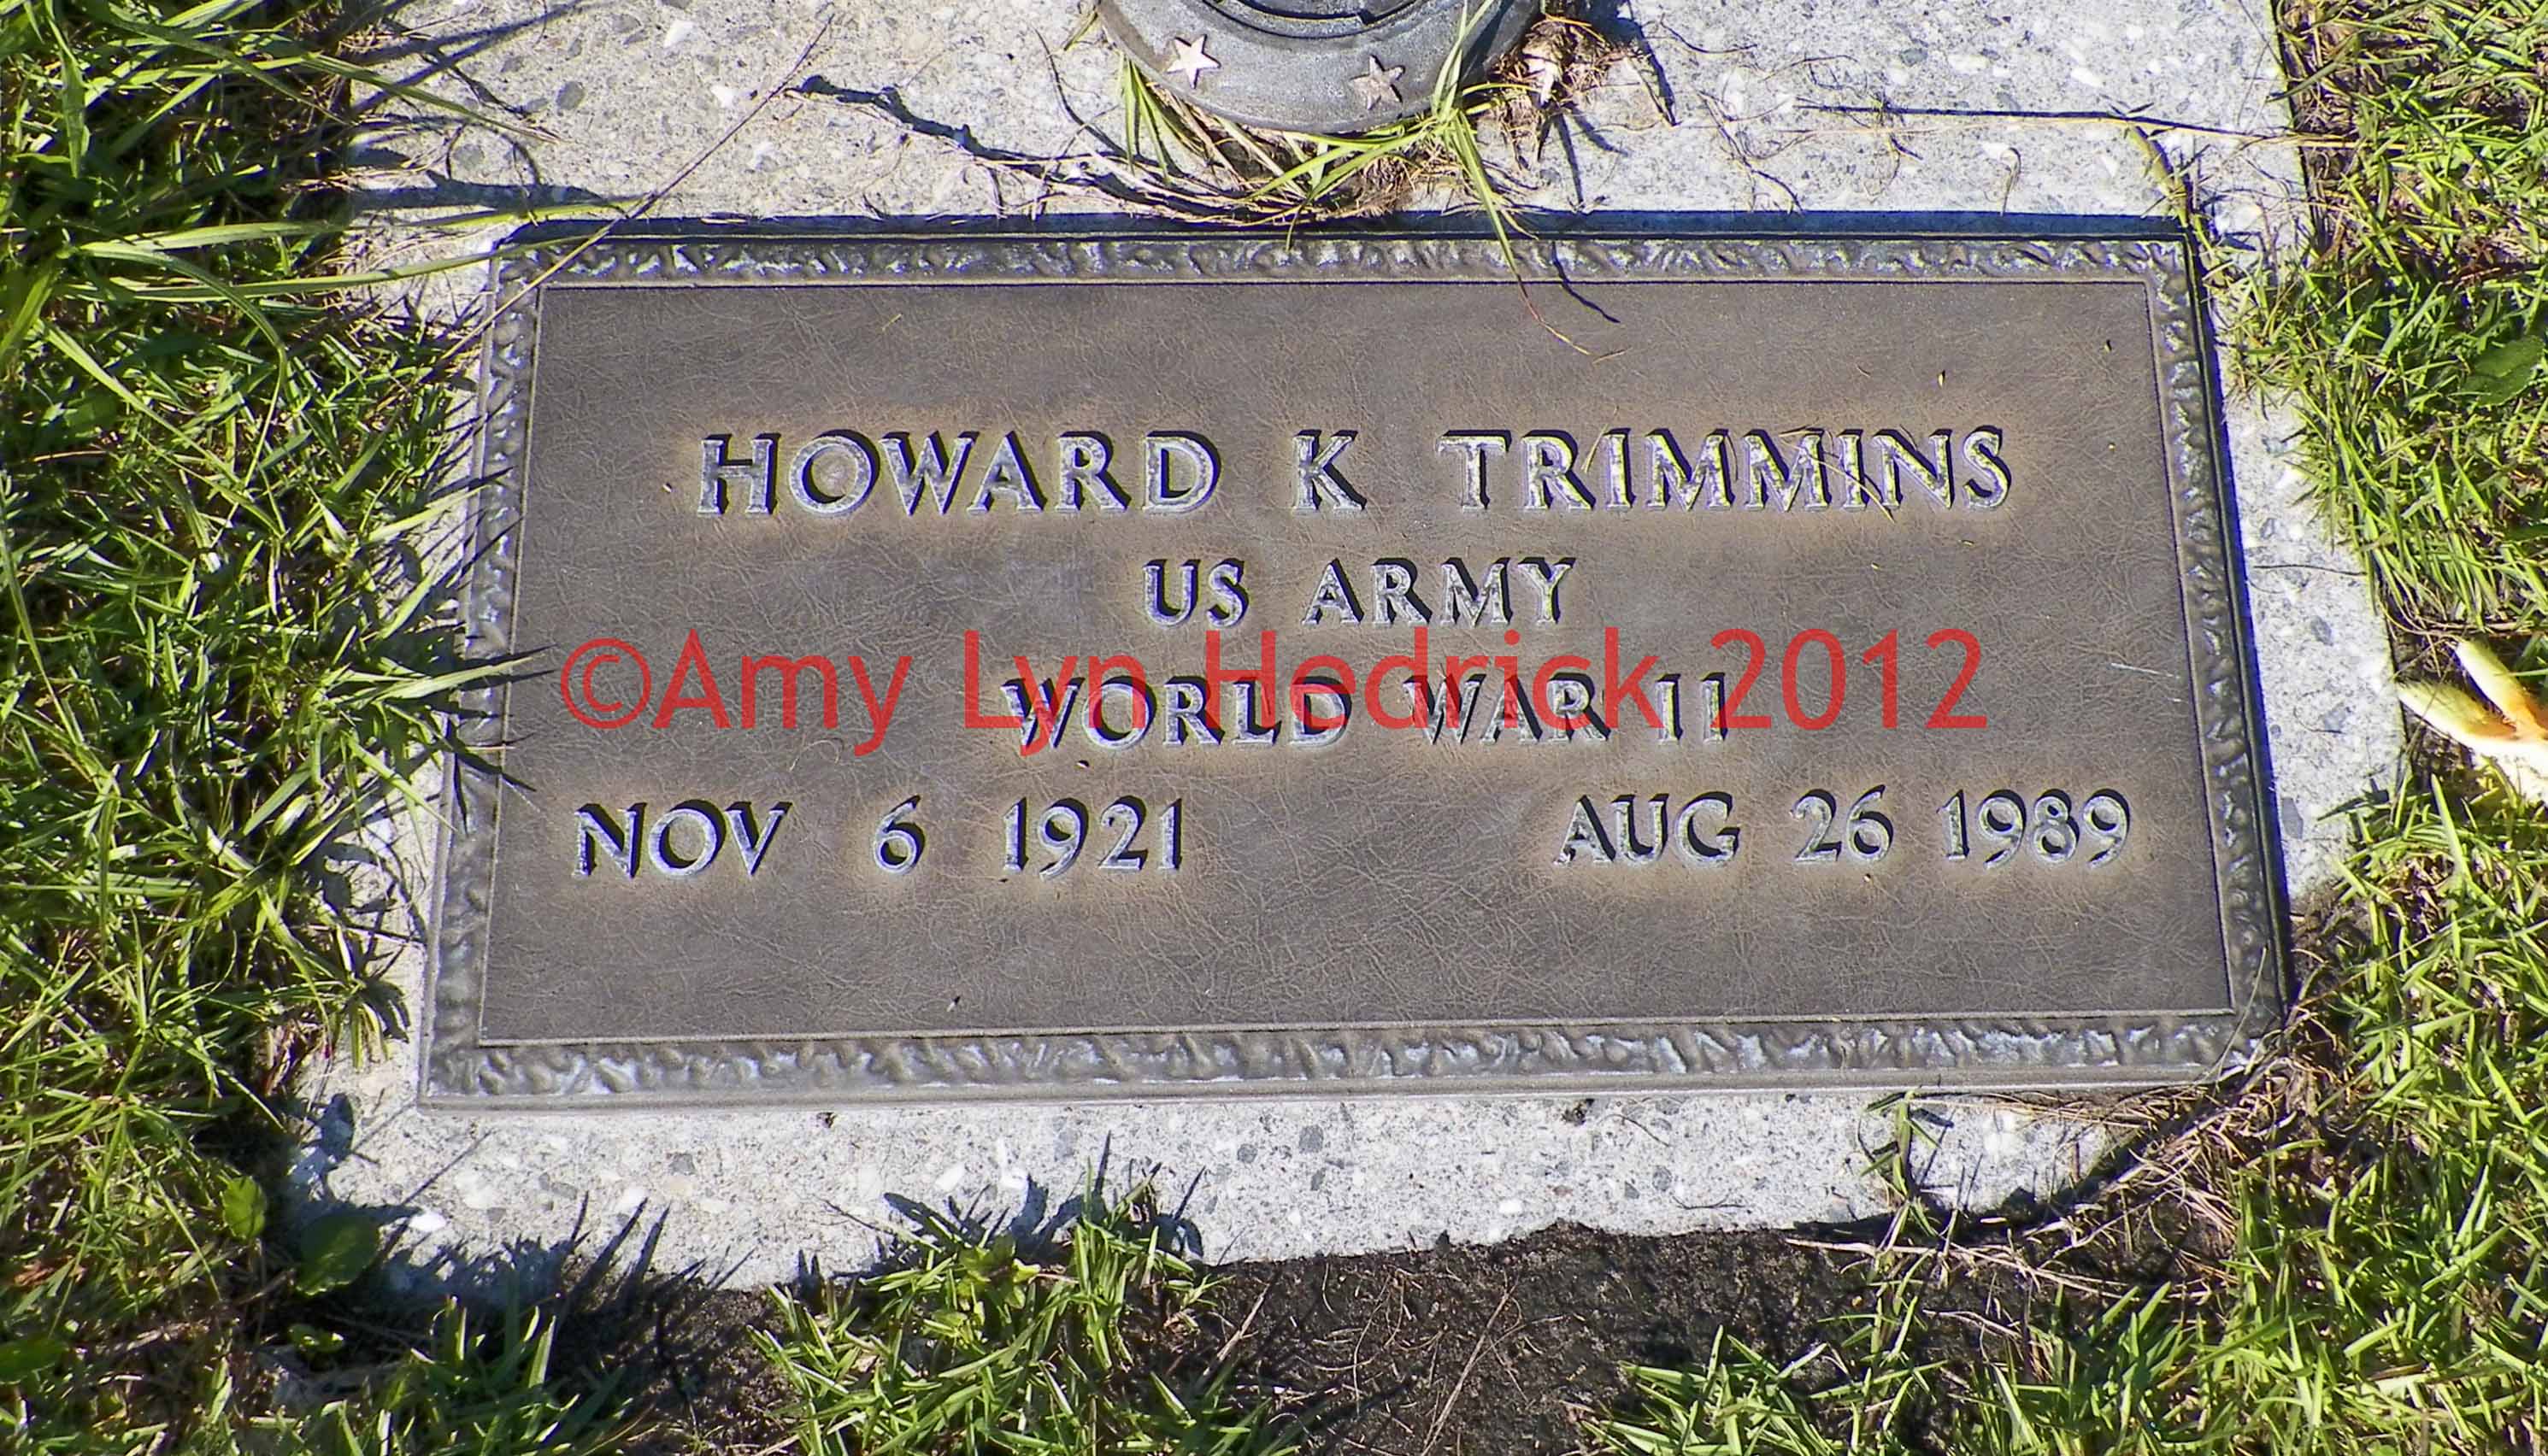 HOWARD K TRIMMINS
US ARMY
©Amy Lyn Hedrick 2012
WORLD WAR II
NOV 6 1921 AUG 26 1989